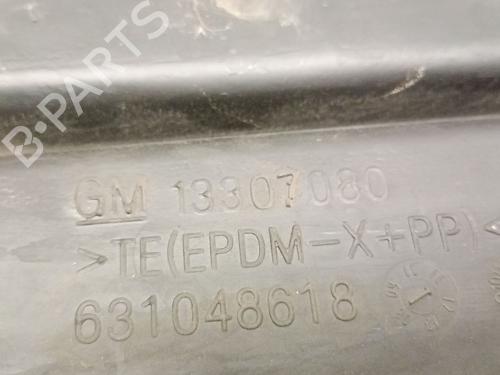 B-PARTS
GM 13307080
>TE(EPDM-X+PP)<
631048618